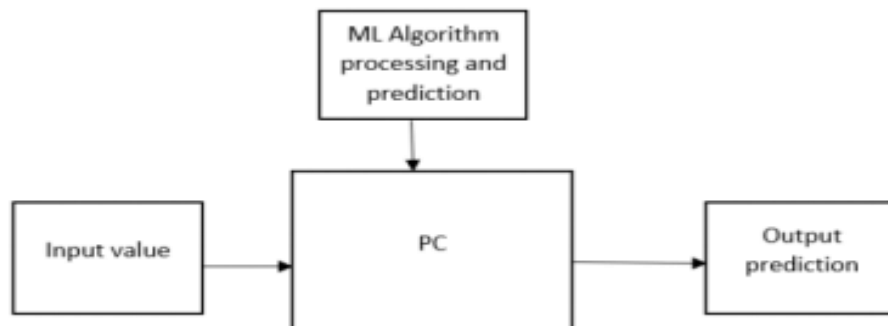 ML Algorithm
processing and
prediction
Input value
PC
Output
prediction